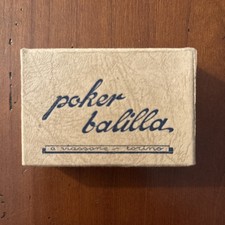 poker
balilla
a viassone - torino